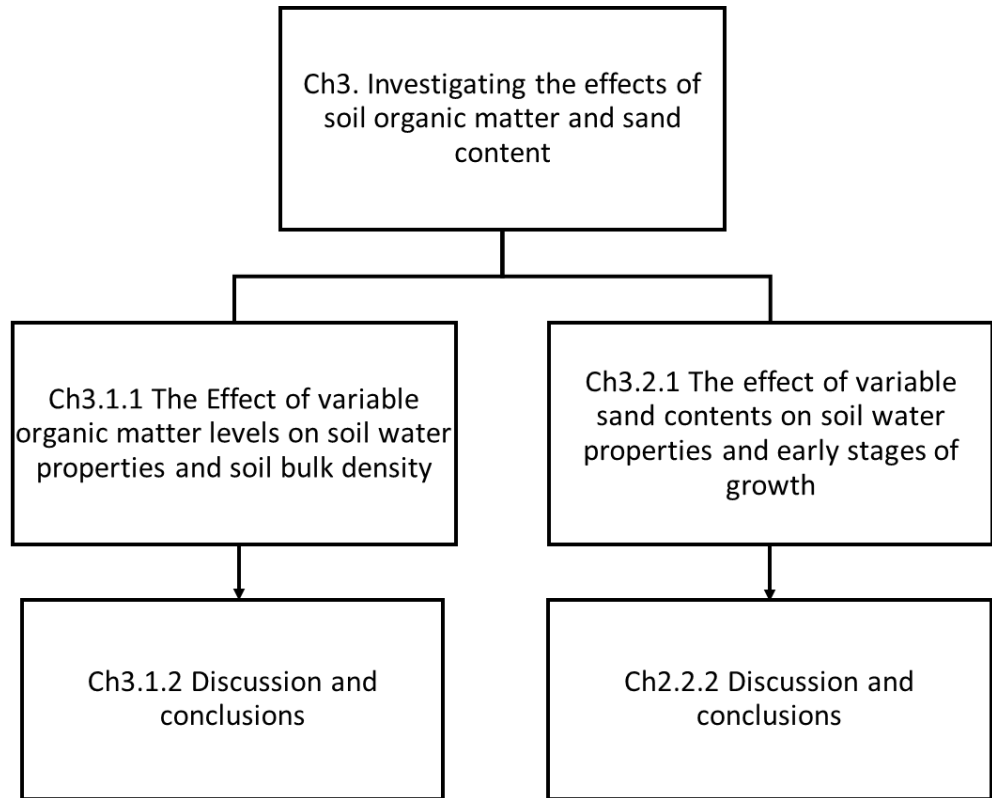 Ch3. Investigating the effects of
soil organic matter and sand
content
Ch3.1.1 The Effect of variable
organic matter levels on soil water
properties and soil bulk density
Ch3.2.1 The effect of variable
sand contents on soil water
properties and early stages of
growth
Ch3.1.2 Discussion and
conclusions
Ch2.2.2 Discussion and
conclusions